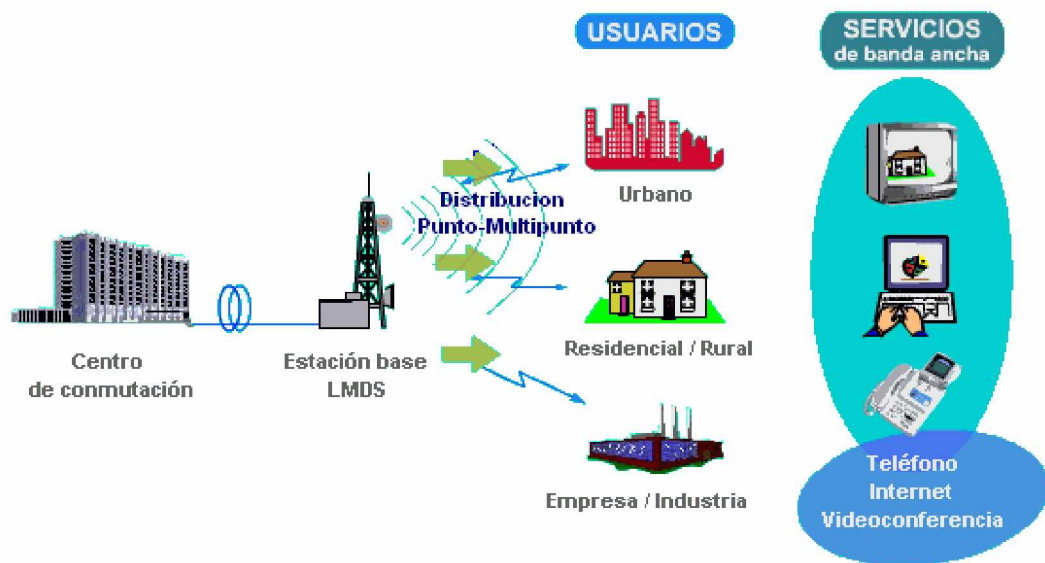 USUARIOS
SERVICIOS
de banda ancha
Urbano
Distribucion
Punto-Multipunto
Residencial / Rural
Centro
de conmutación
Estación base
LMDS
Empresa / Industria
Teléfono
Internet
Videoconferencia